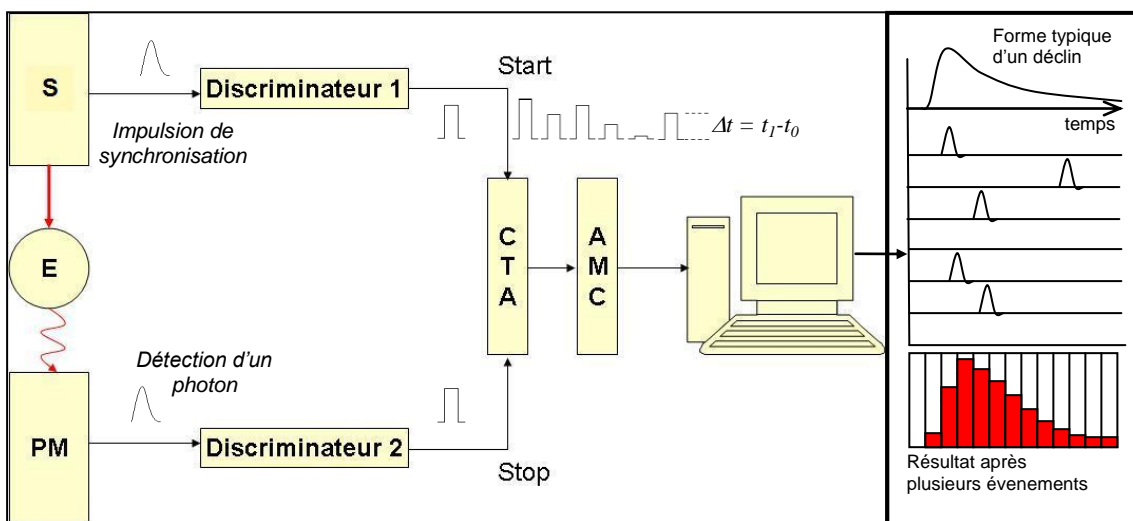 S
Impulsion de
synchronisation
Discriminateur 1
Start
Δt = t1-t0
E
C
T
A
A
M
C
Détection d'un
photon
PM
Discriminateur 2
Stop
Forme typique
d'un déclin
temps
Résultat après
plusieurs évenements